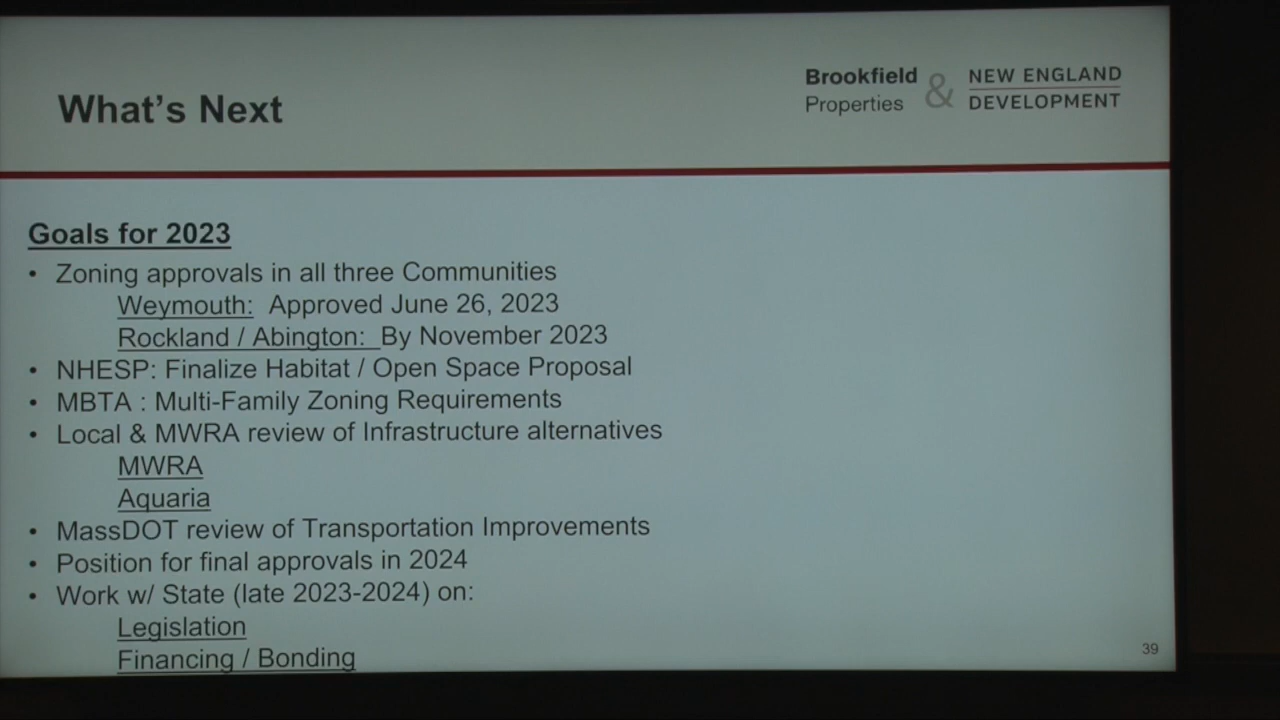 What's Next
Brookfield
Properties
&
NEW ENGLAND
DEVELOPMENT
Goals for 2023
• Zoning approvals in all three Communities
Weymouth: Approved June 26, 2023
Rockland / Abington: By November 2023
• NHESP: Finalize Habitat / Open Space Proposal
• MBTA : Multi-Family Zoning Requirements
• Local & MWRA review of Infrastructure alternatives
MWRA
Aquaria
• MassDOT review of Transportation Improvements
• Position for final approvals in 2024
• Work w/ State (late 2023-2024) on:
Legislation
Financing / Bonding
39